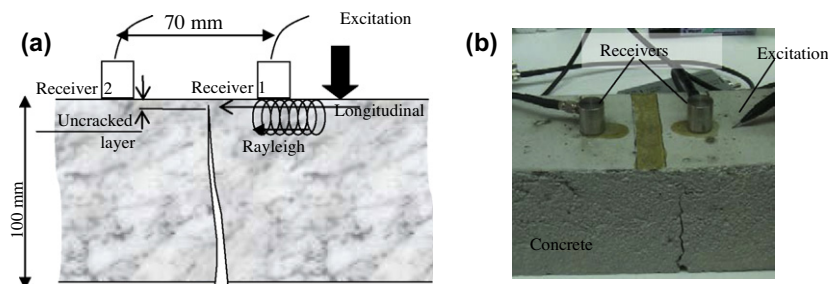 (a)
70 mm
Excitation
Receiver 2
Receiver 1
Longitudinal
Uncracked
layer
Rayleigh
100 mm
(b)
Receivers
Excitation
Concrete